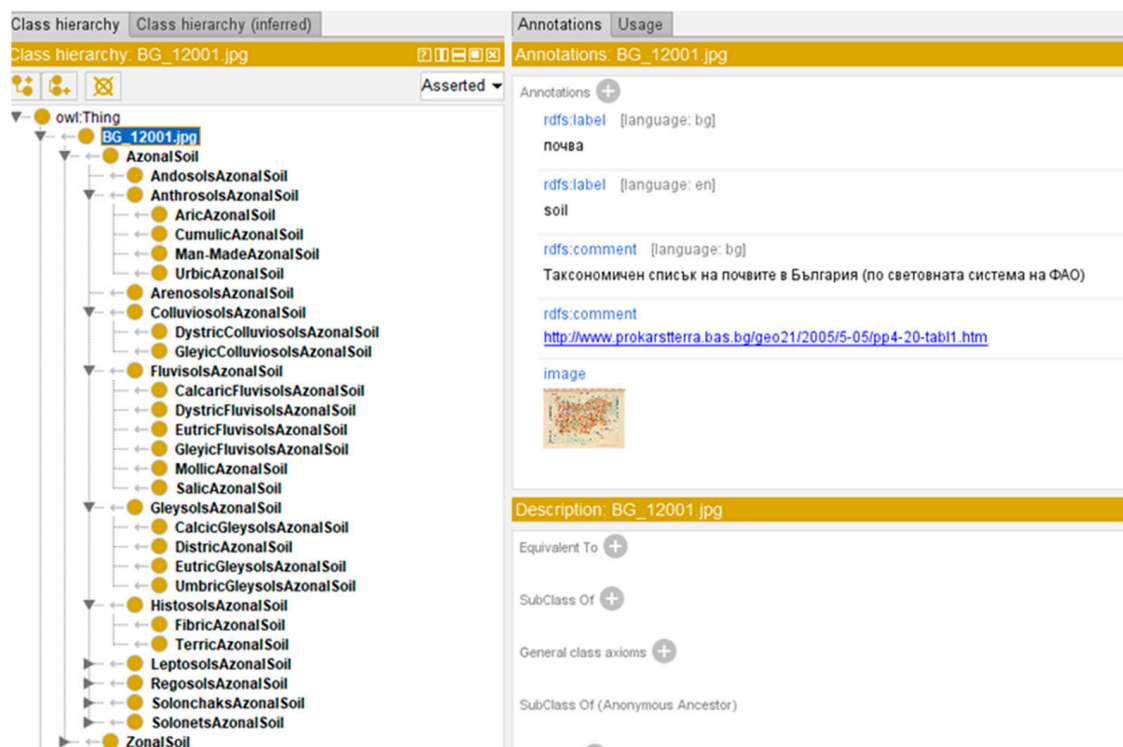 Class hierarchy
Class hierarchy (inferred)
Class hierarchy: BG_12001.jpg
Asserted
owl:Thing
BG_12001.jpg
AzonalSoil
AndosolsAzonalSoil
AnthrosolsAzonalSoil
AricAzonalSoil
CumulicAzonalSoil
Man-MadeAzonalSoil
UrbicAzonalSoil
ArenosolsAzonalSoil
ColluviosolsAzonalSoil
DystricColluviosolsAzonalSoil
GleyicColluviosolsAzonalSoil
FluvisolsAzonalSoil
CalcaricFluvisolsAzonalSoil
DystricFluvisolsAzonalSoil
EutricFluvisolsAzonalSoil
GleyicFluvisolsAzonalSoil
MollicAzonalSoil
SalicAzonalSoil
GleysolsAzonalSoil
CalcicGleysolsAzonalSoil
DistricAzonalSoil
EutricGleysolsAzonalSoil
UmbricGleysolsAzonalSoil
HistosolsAzonalSoil
FibricAzonalSoil
TerricAzonalSoil
LeptosolsAzonalSoil
RegosolsAzonalSoil
SolonchaksAzonalSoil
SolonetsAzonalSoil
ZonalSoil
Annotations
Usage
Annotations: BG_12001.jpg
Annotations
rdfs:label [language: bg]
почва
rdfs:label [language: en]
soil
rdfs:comment [language: bg]
Таксономичен списък на почвите в България (по световната система на ФАО)
rdfs:comment
http://www.prokarstterra.bas.bg/geo21/2005/5-05/pp4-20-tabl1.htm
image
Description: BG_12001.jpg
Equivalent To
SubClass Of
General class axioms
SubClass Of (Anonymous Ancestor)